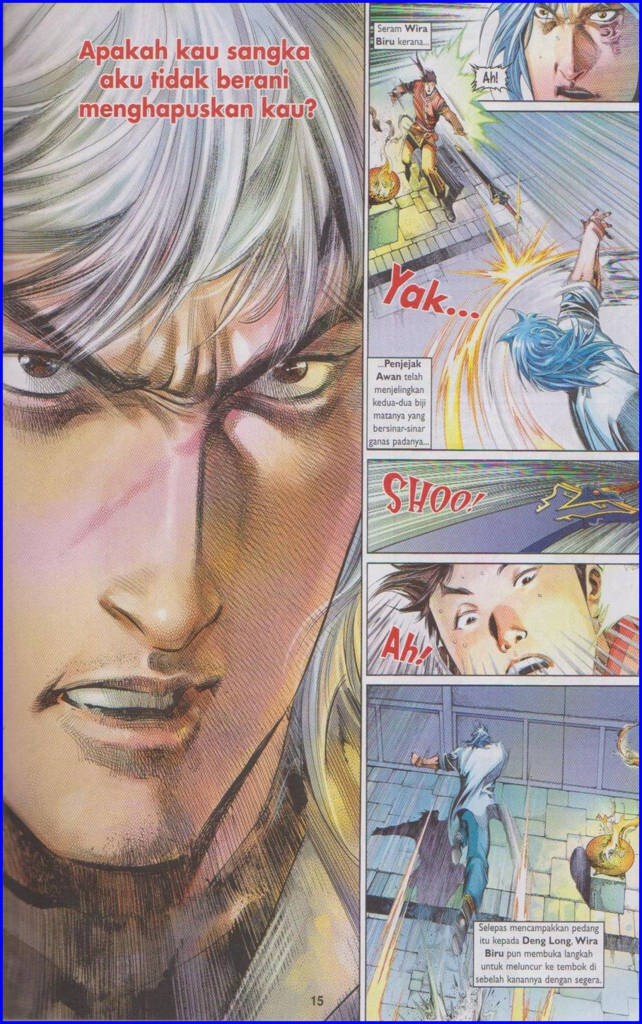 Apakah kau sangka
aku tidak berani
menghapuskan kau?
Seram Wira
Biru kerana...
Ah!
Yak...
...Penjejak
Awan telah
menjelingkan
kedua-dua biji
matanya yang
bersinar-sinar
ganas padanya...
SHOO!
Ah!
Selepas mencampakkan pedang
itu kepada Deng Long, Wira
Biru pun membuka langkah
untuk meluncur ke tembok di
sebelah kanannya dengan segera.
15